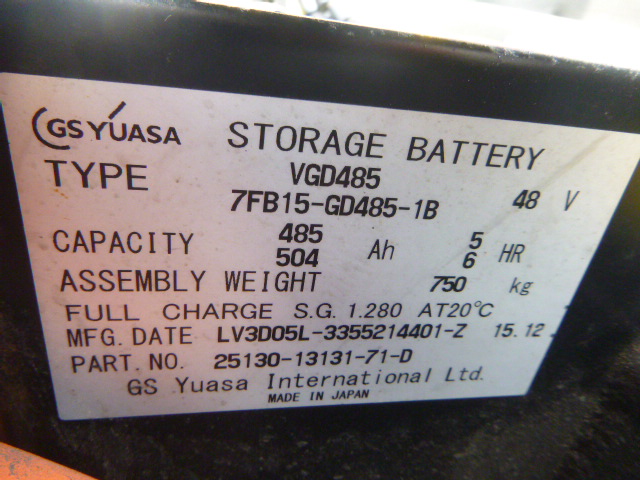 GS YUASA STORAGE BATTERY
TYPE VGD485
7FB15-GD485-1B 48 V
CAPACITY 485 Ah 5 HR
504 6
ASSEMBLY WEIGHT 750 kg
FULL CHARGE S.G. 1.280 AT20℃
MFG. DATE LV3D05L-3355214401-Z 15.12
PART. NO. 25130-13131-71-D
GS Yuasa International Ltd.
MADE IN JAPAN